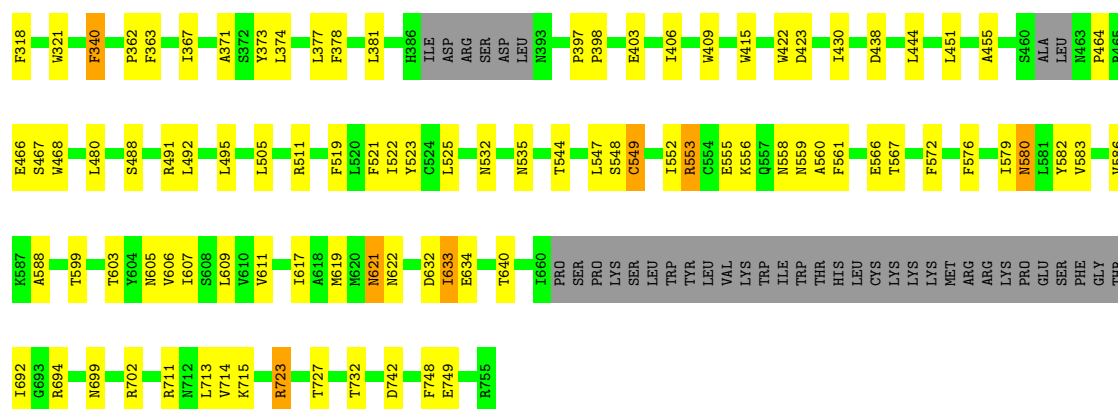 F318 W321 F340 P362 F363 I367 A371 S372 Y373 L374 L377 F378 L381 H386 ILE ASP ARG SER ASP LEU N393 P397 P398 E403 I406 W409 W415 W422 D423 I430 D438 L444 L451 A455 S460 ALA LEU N463 P464 R465
E466 S467 W468 L480 S488 R491 L492 L495 L505 R511 F519 L520 F521 I522 Y523 C524 L525 N532 N535 T544 L547 S548 C549 I552 R553 C554 E555 K556 Q557 N558 N559 A560 F561 E566 T567 F572 F576 I579 N580 L581 Y582 V583 V586
K587 A588 T599 T603 Y604 N605 V606 I607 S608 L609 V610 V611 I617 A618 M619 M620 N621 N622 D632 I633 E634 T640 I660 PRO SER PRO LYS SER LEU TRP TYR LEU VAL LYS TRP ILE TRP THR HIS LEU CYS LYS LYS LYS MET ARG ARG LYS PRO GLU SER PHE GLY THR
I692 G693 R694 N699 R702 R711 N712 L713 V714 K715 R723 T727 T732 D742 F748 E749 R755